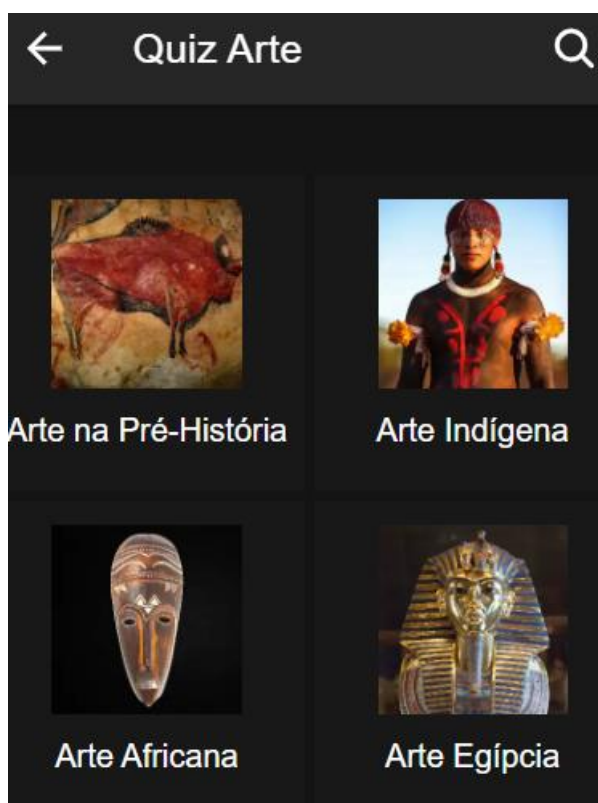 Quiz Arte
Arte na Pré-História
Arte Indígena
Arte Africana
Arte Egípcia